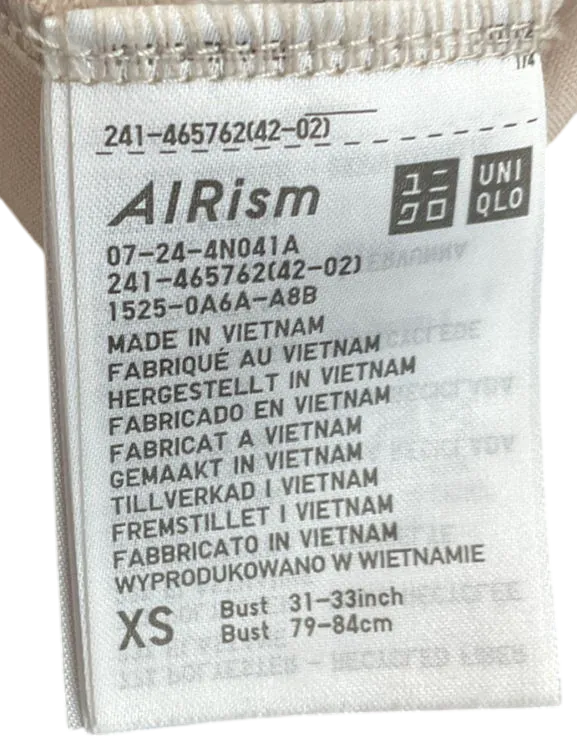 1/4
241-465762(42-02)
AIRism
ユニ
クロ
UNI
QLO
07-24-4N041A
241-465762(42-02)
1525-0A6A-A8B
MADE IN VIETNAM
FABRIQUÉ AU VIETNAM
HERGESTELLT IN VIETNAM
FABRICADO EN VIETNAM
FABRICAT A VIETNAM
GEMAAKT IN VIETNAM
TILLVERKAD I VIETNAM
FREMSTILLET I VIETNAM
FABBRICATO IN VIETNAM
WYPRODUKOWANO W WIETNAMIE
XS Bust 31-33inch
Bust 79-84cm